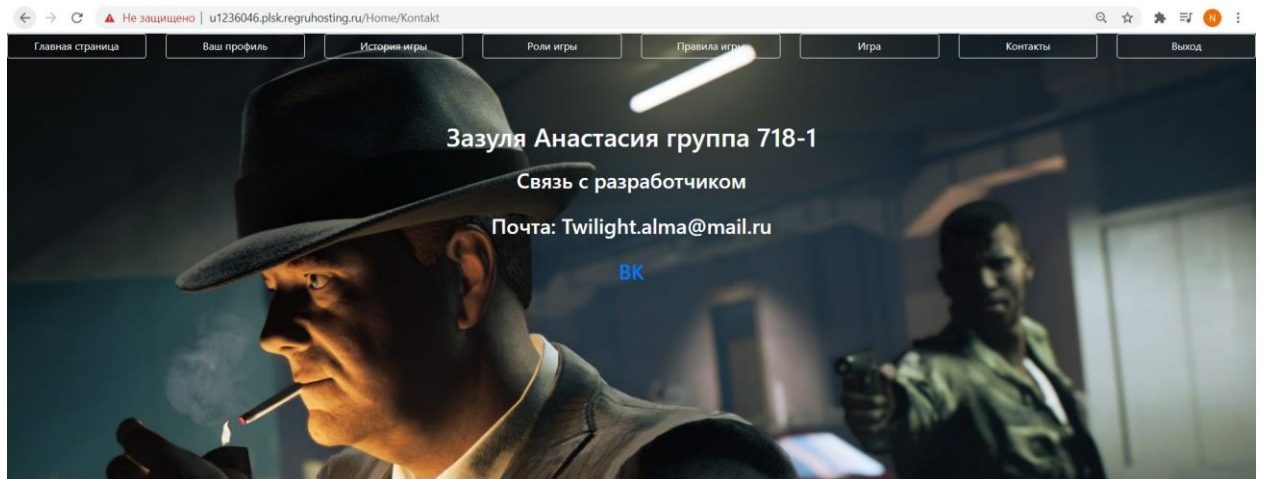 Не защищено | u1236046.plsk.regruhosting.ru/Home/Kontakt
N
Главная страница Ваш профиль История игры Роли игры Правила игры Игра Контакты Выход
Зазуля Анастасия группа 718-1
Связь с разработчиком
Почта: Twilight.alma@mail.ru
ВК